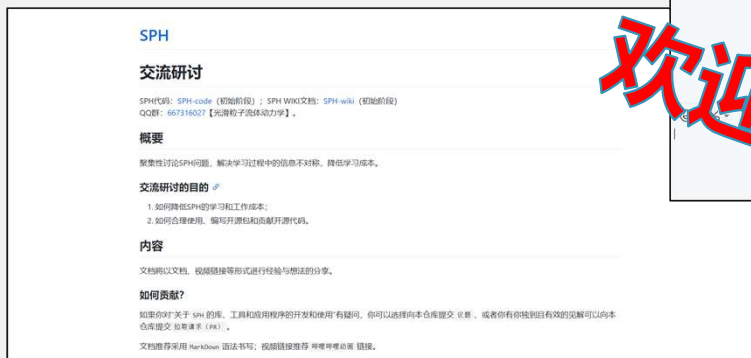 SPH
交流研讨
SPH代码：SPH-code（初始阶段）；SPH WIKI文档：SPH-wiki（初始阶段）
QQ群：667316027【光滑粒子流体动力学】。
概要
聚集性讨论SPH问题，解决学习过程中的信息不对称，降低学习成本。
交流研讨的目的
1. 如何降低SPH的学习和工作成本；
2. 如何合理使用、编写开源包和贡献开源代码。
内容
文档将以文档、视频链接等形式进行经验与想法的分享。
如何贡献?
如果你对"关于 SPH 的库、工具和应用程序的开发和使用"有疑问，你可以选择向本仓库提交 议题 ，或者你有你独到且有效的见解可以向本
仓库提交 拉取请求（PR） 。
文档推荐采用 MarkDown 语法书写；视频链接推荐 哔哩哔哩动画 链接。
欢迎